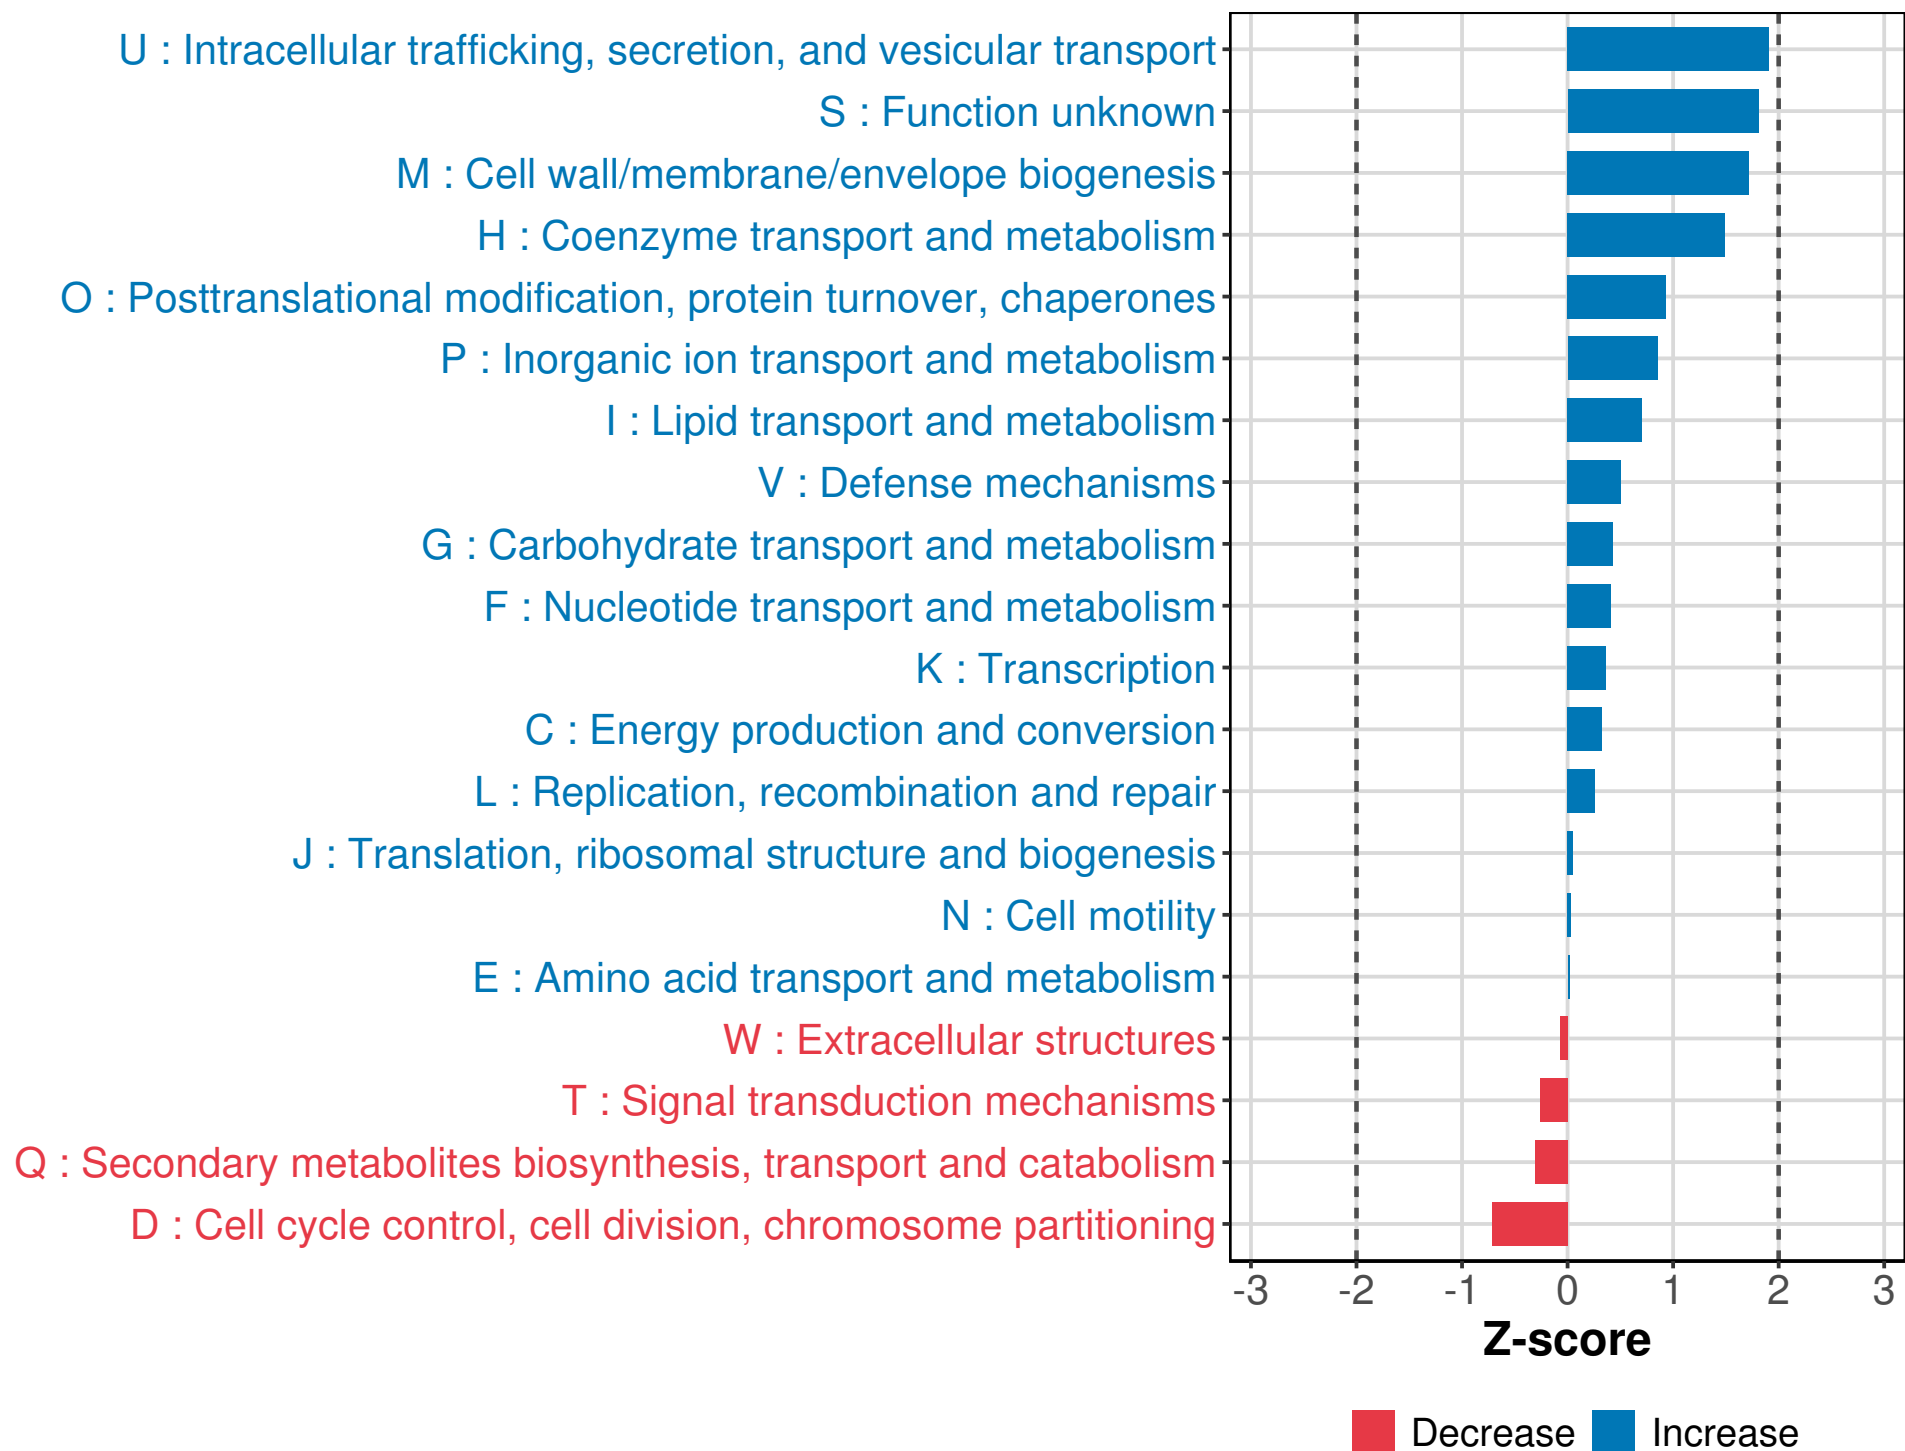 U : Intracellular trafficking, secretion, and vesicular transport
S : Function unknown
M : Cell wall/membrane/envelope biogenesis
H : Coenzyme transport and metabolism
O : Posttranslational modification, protein turnover, chaperones
P : Inorganic ion transport and metabolism
I : Lipid transport and metabolism
V : Defense mechanisms
G : Carbohydrate transport and metabolism
F : Nucleotide transport and metabolism
K : Transcription
C : Energy production and conversion
L : Replication, recombination and repair
J : Translation, ribosomal structure and biogenesis
N : Cell motility
E : Amino acid transport and metabolism
W : Extracellular structures
T : Signal transduction mechanisms
Q : Secondary metabolites biosynthesis, transport and catabolism
D : Cell cycle control, cell division, chromosome partitioning
-3 -2 -1 0 1 2 3
Z-score
Decrease Increase